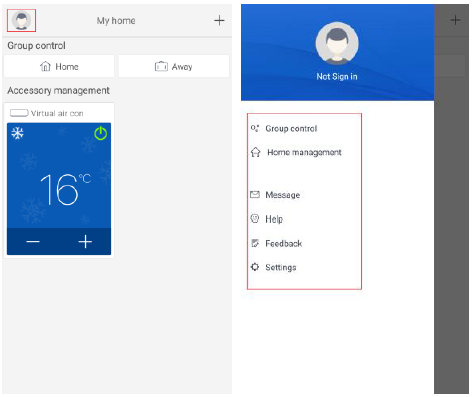 My home
Group control
Home
Away
Accessory management
Virtual air con
16°C
Not Sign in
Group control
Home management
Message
Help
Feedback
Settings